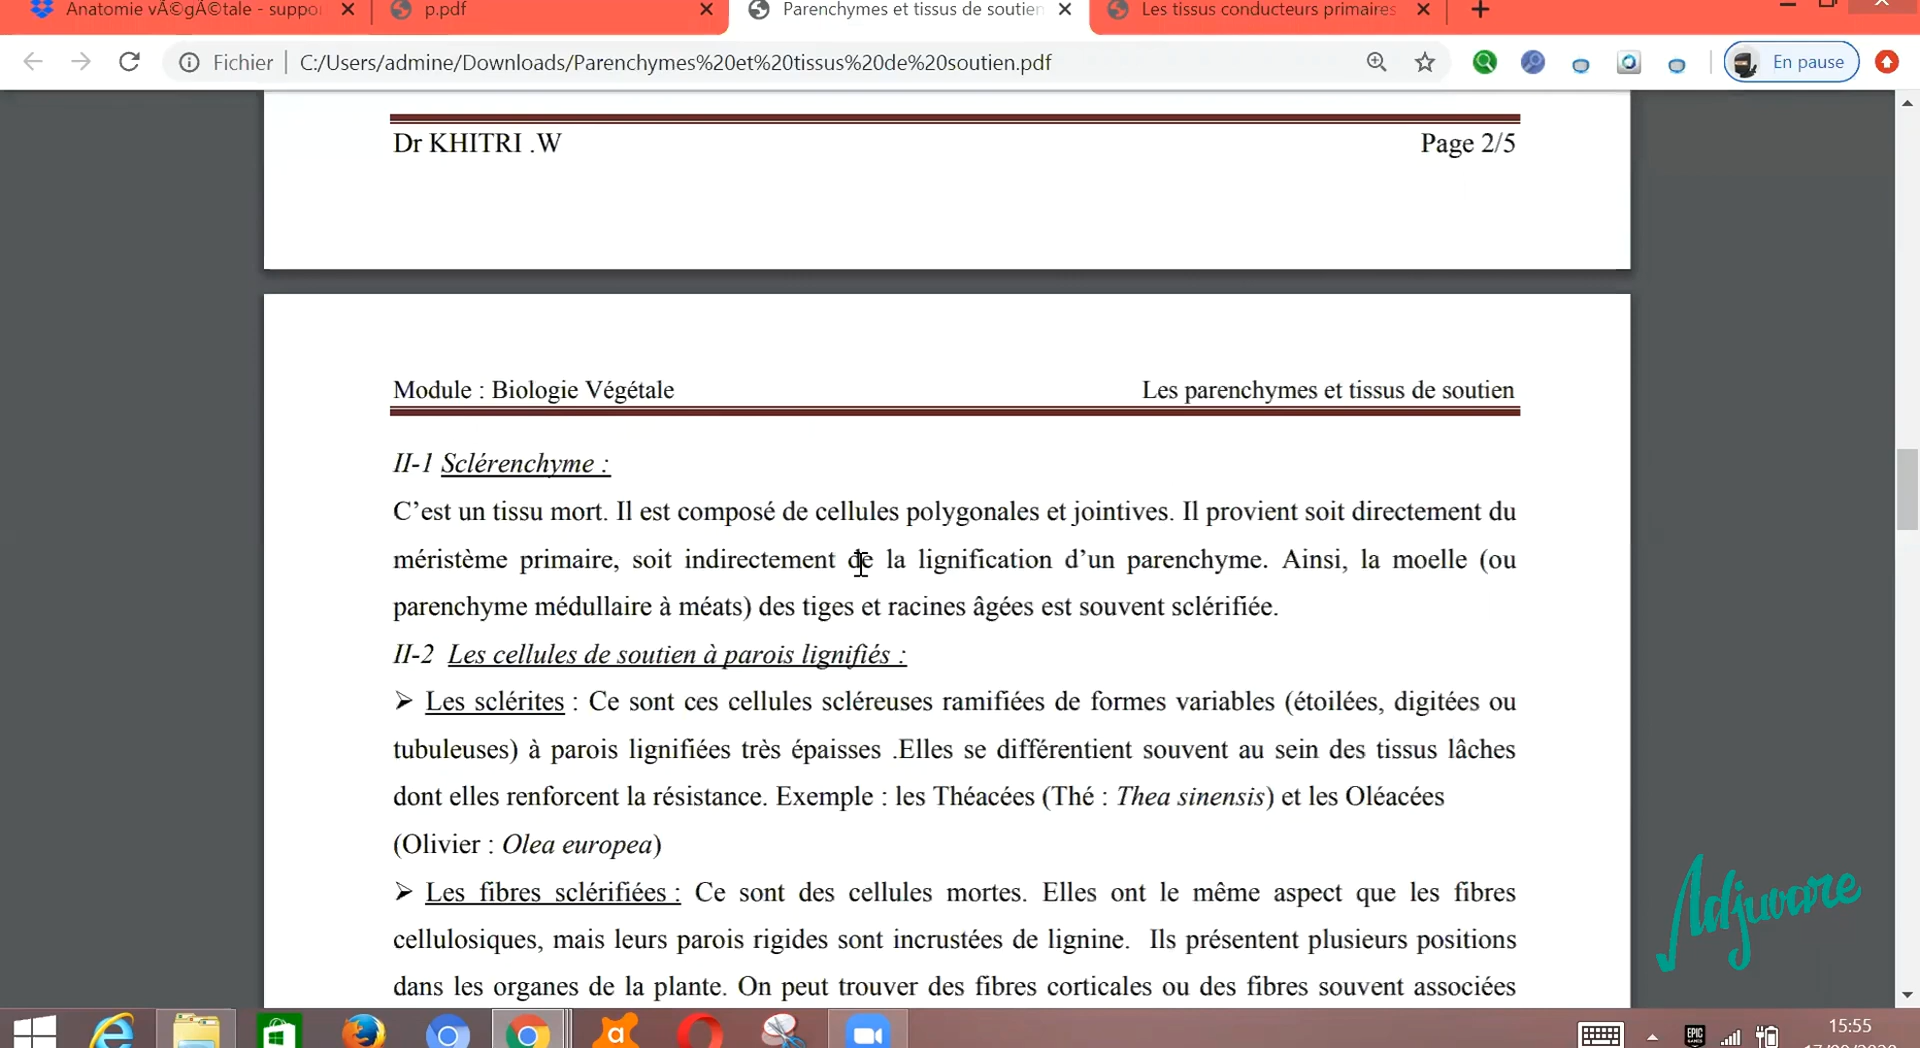 Anatomie vÃ©gÃ©tale - suppo
p.pdf
Parenchymes et tissus de soutien
Les tissus conducteurs primaires
Fichier
C:/Users/admine/Downloads/Parenchymes%20et%20tissus%20de%20soutien.pdf
En pause
Dr KHITRI .W
Page 2/5
Module : Biologie Végétale
Les parenchymes et tissus de soutien
II-1 Sclérenchyme :
C’est un tissu mort. Il est composé de cellules polygonales et jointives. Il provient soit directement du
méristème primaire, soit indirectement de la lignification d’un parenchyme. Ainsi, la moelle (ou
parenchyme médullaire à méats) des tiges et racines âgées est souvent sclérifiée.
II-2 Les cellules de soutien à parois lignifiés :
➢ Les sclérites : Ce sont ces cellules scléreuses ramifiées de formes variables (étoilées, digitées ou
tubuleuses) à parois lignifiées très épaisses .Elles se différentient souvent au sein des tissus lâches
dont elles renforcent la résistance. Exemple : les Théacées (Thé : Thea sinensis) et les Oléacées
(Olivier : Olea europea)
➢ Les fibres sclérifiées : Ce sont des cellules mortes. Elles ont le même aspect que les fibres
cellulosiques, mais leurs parois rigides sont incrustées de lignine. Ils présentent plusieurs positions
dans les organes de la plante. On peut trouver des fibres corticales ou des fibres souvent associées
Adjuvare
EPIC
15:55